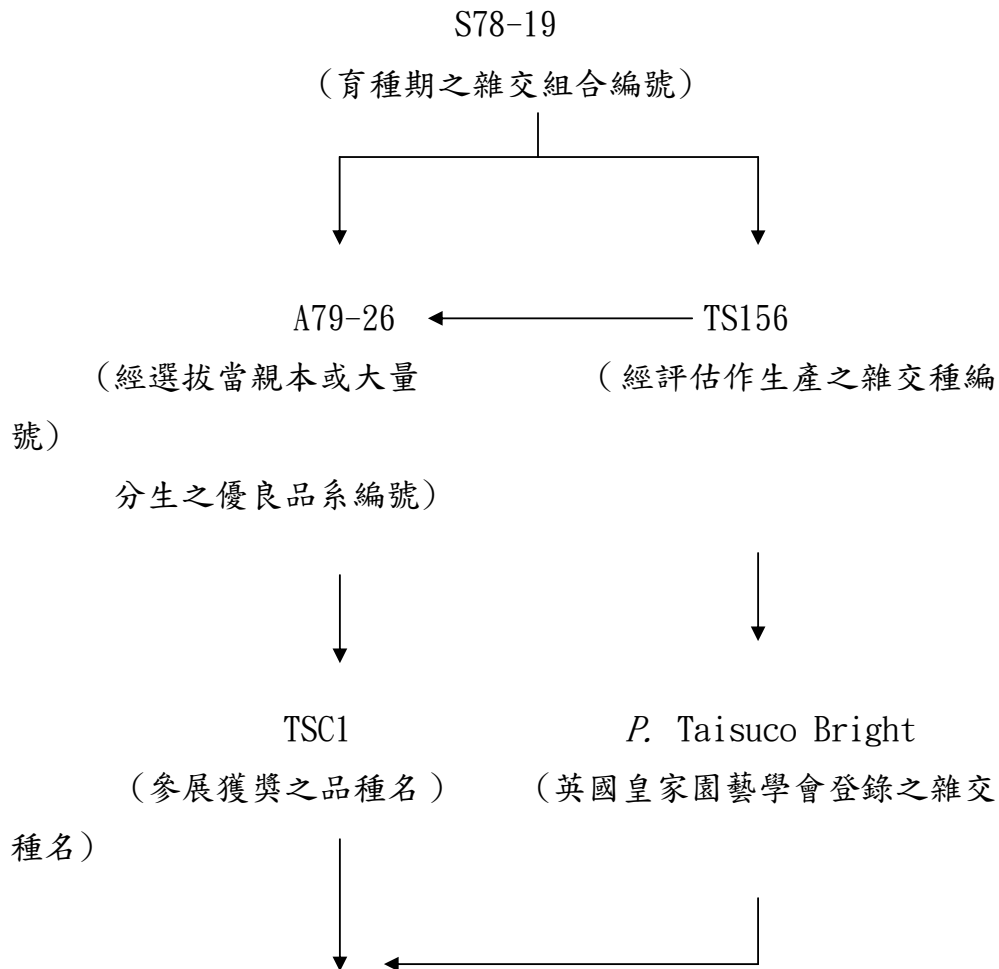 S78-19
（育種期之雜交組合編號）
A79-26 TS156
（經選拔當親本或大量 （經評估作生產之雜交種編
號）
分生之優良品系編號）
TSC1 P. Taisuco Bright
（參展獲獎之品種名） （英國皇家園藝學會登錄之雜交
種名）